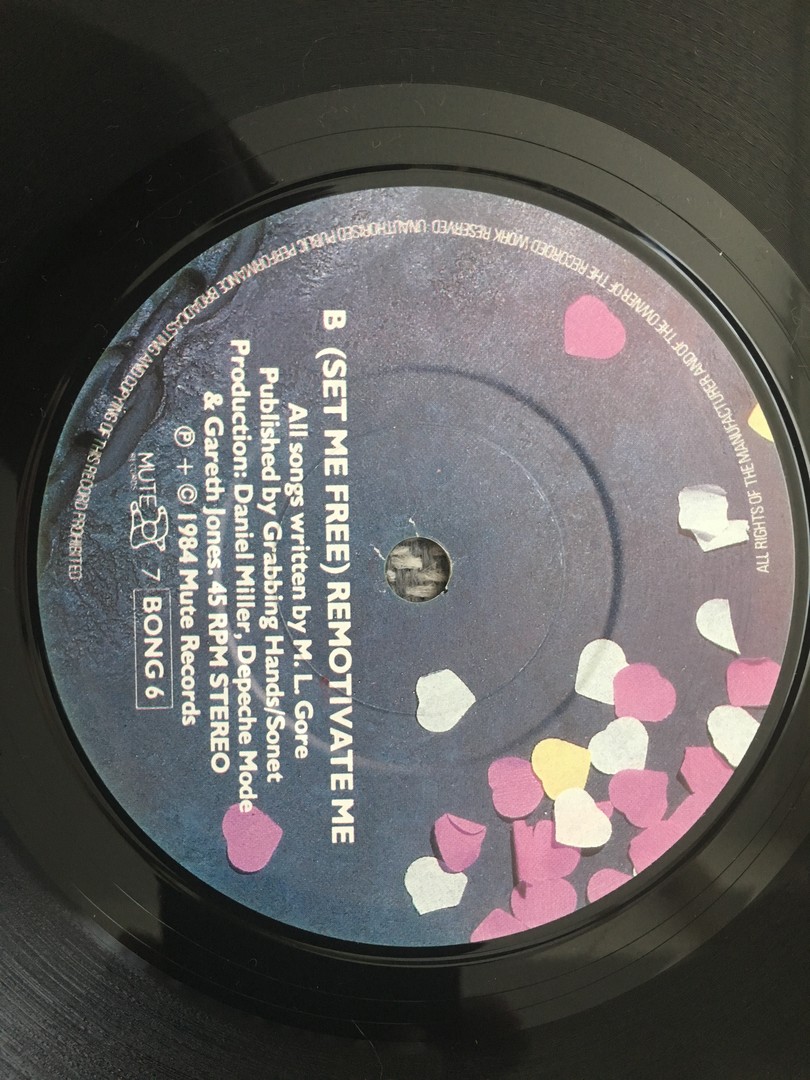 B (SET ME FREE) REMOTIVATE ME
All songs written by M. L. Gore
Published by Grabbing Hands/Sonet
Production: Daniel Miller, Depeche Mode
& Gareth Jones. 45 RPM STEREO
℗ + © 1984 Mute Records
MUTE 7 BONG 6
ALL RIGHTS OF THE MANUFACTURER AND OF THE OWNER OF THE RECORDED WORK RESERVED UNAUTHORISED PUBLIC PERFORMANCE BROADCASTING AND COPYING OF THIS RECORD PROHIBITED